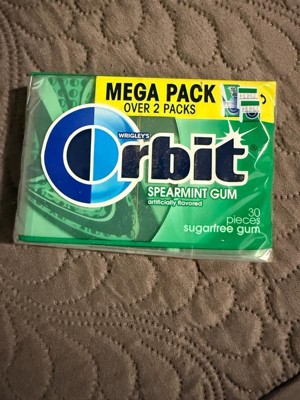 MEGA PACK
OVER 2 PACKS
WRIGLEY'S
Orbit®
SPEARMINT GUM
artificially flavored
30
pieces
sugarfree gum